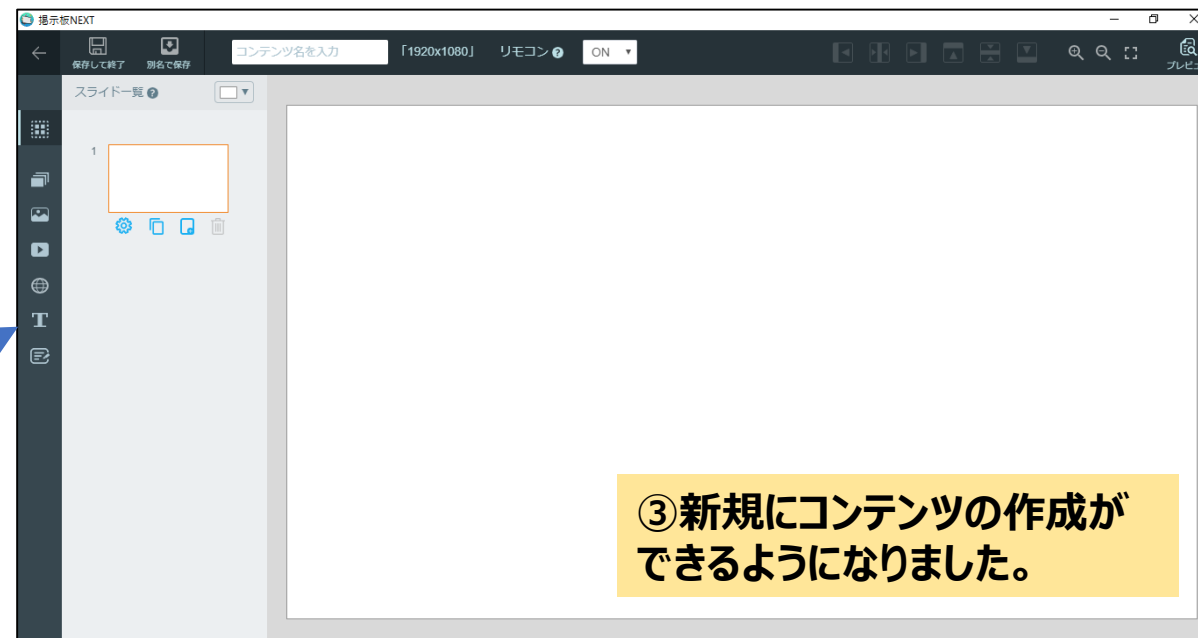 掲示板NEXT
保存して終了 別名で保存 コンテンツ名を入力 「1920x1080」 リモコン ? ON
プレビュ
スライド一覧 ?
1
T
③新規にコンテンツの作成が
できるようになりました。